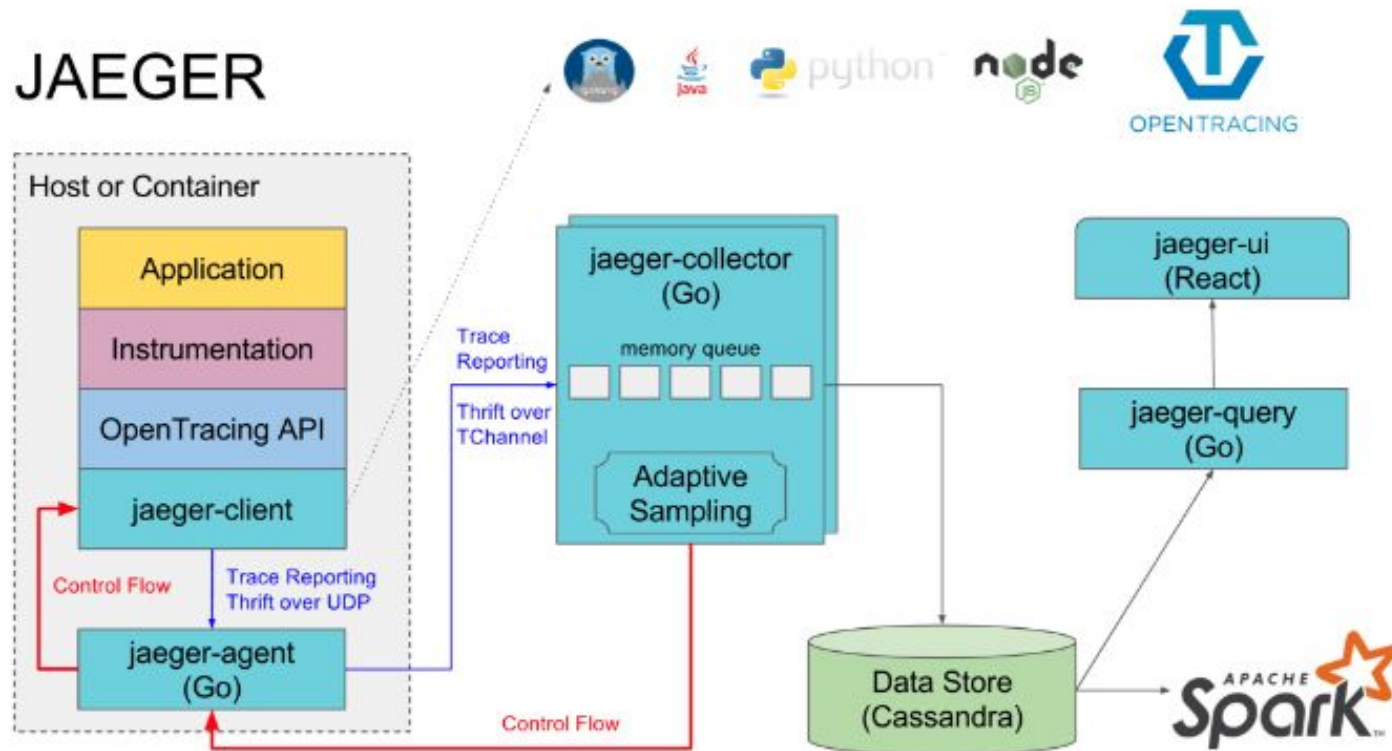 JAEGER
Java
python
node
JS
OPENTRACING
Host or Container
Application
Instrumentation
OpenTracing API
jaeger-client
Control Flow
Trace Reporting
Thrift over UDP
jaeger-agent
(Go)
Trace
Reporting
Thrift over
TChannel
jaeger-collector
(Go)
memory queue
Adaptive
Sampling
Control Flow
Data Store
(Cassandra)
jaeger-ui
(React)
jaeger-query
(Go)
APACHE
Spark
TM